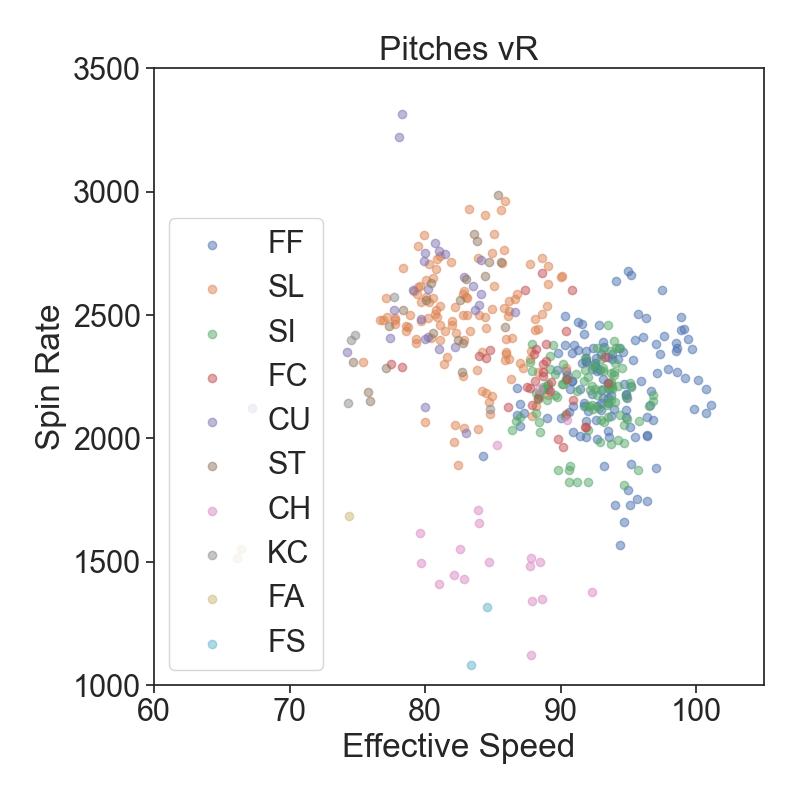 Pitches vR
3500
3000
2500
2000
1500
1000
Spin Rate
FF
SL
SI
FC
CU
ST
CH
KC
FA
FS
60 70 80 90 100
Effective Speed